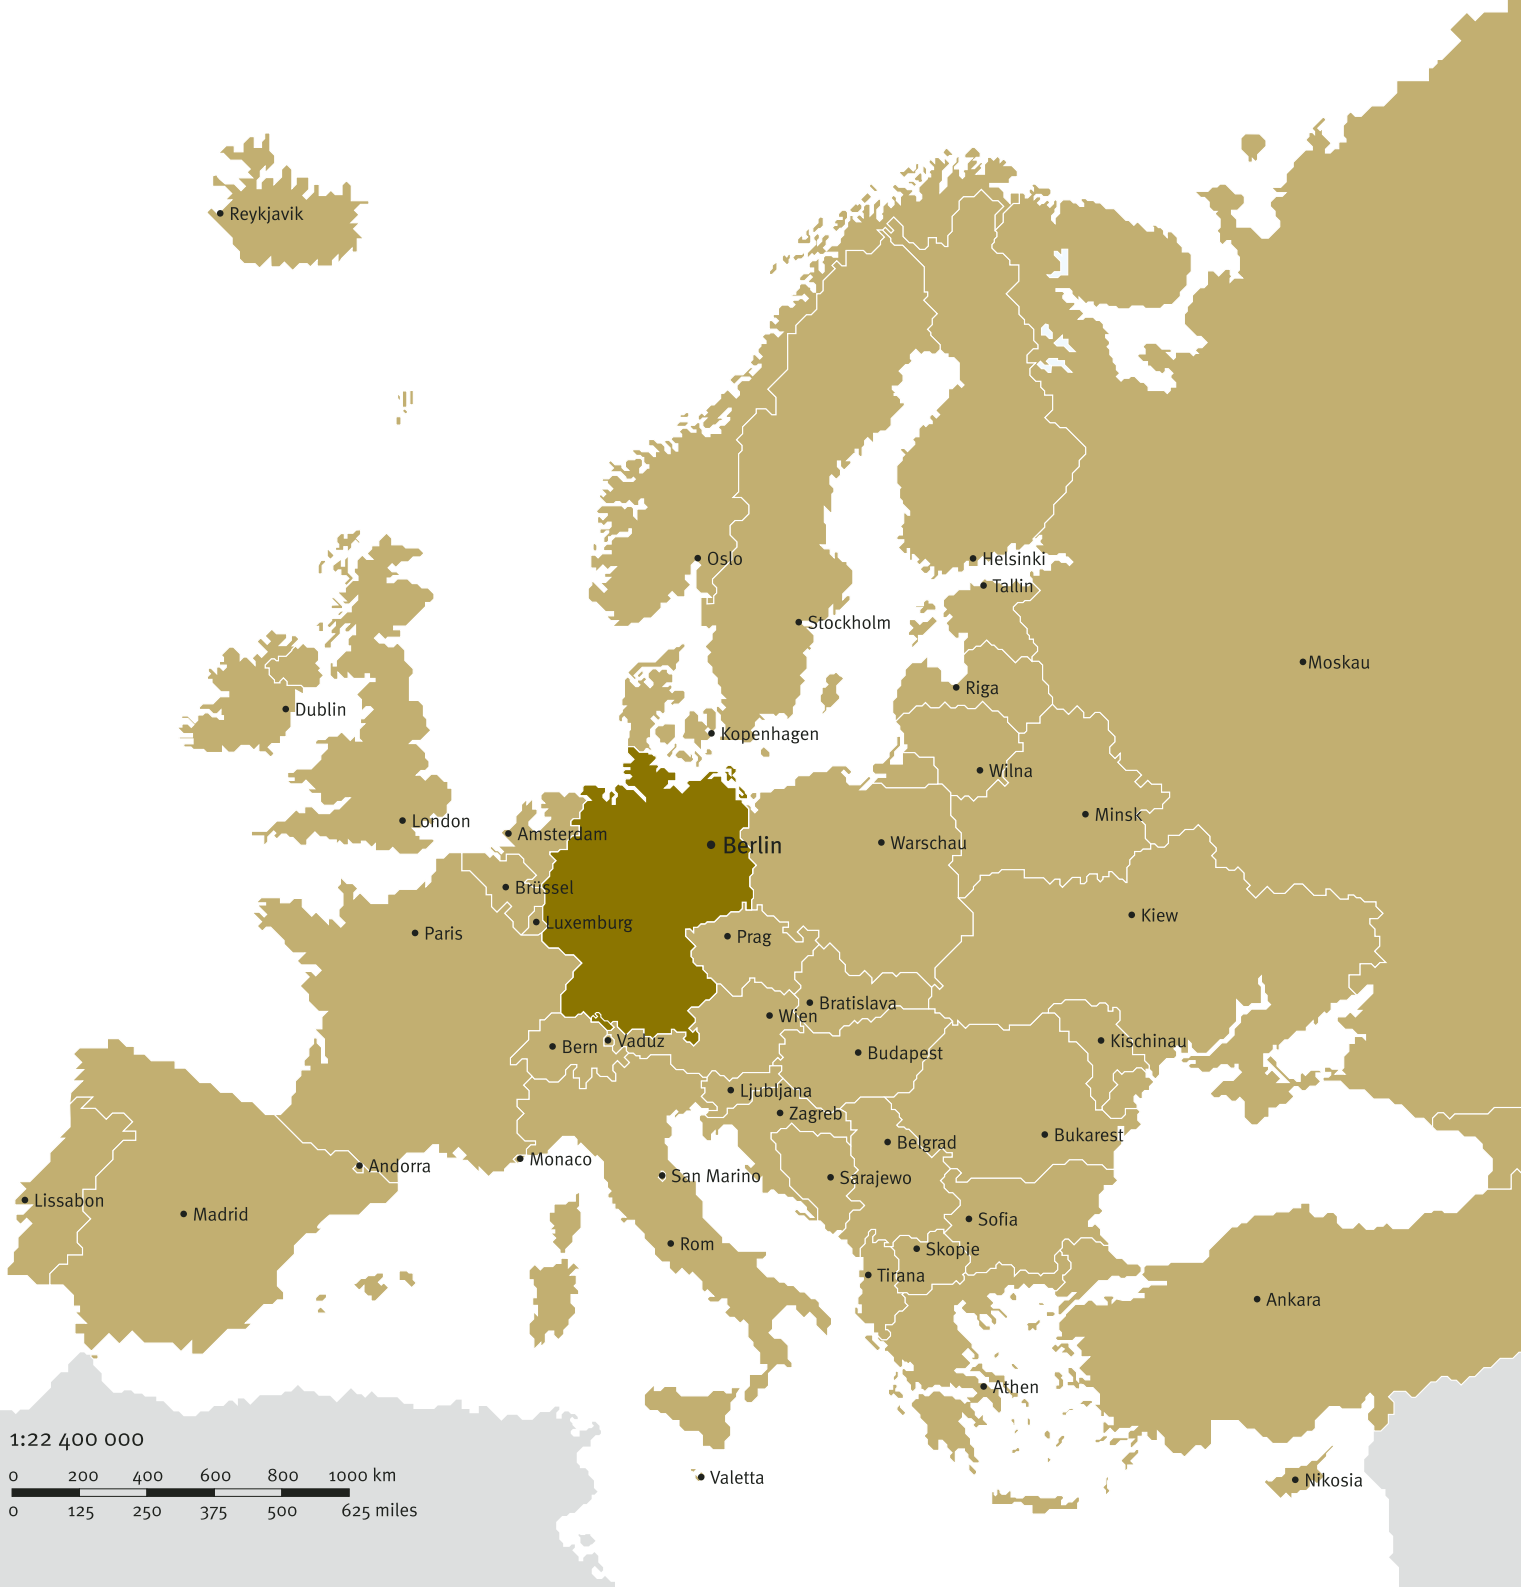 Reykjavik
Oslo
Helsinki
Tallin
Stockholm
Moskau
Riga
Dublin
Kopenhagen
Wilna
Minsk
London
Amsterdam
Berlin
Warschau
Brüssel
Kiew
Luxemburg
Paris
Prag
Bratislava
Wien
Bern
Vaduz
Kischinau
Budapest
Ljubljana
Zagreb
Bukarest
Belgrad
Monaco
Andorra
San Marino
Sarajewo
Lissabon
Madrid
Sofia
Rom
Skopie
Tirana
Ankara
Athen
1:22 400 000
0 200 400 600 800 1000 km
Valetta
Nikosia
0 125 250 375 500 625 miles